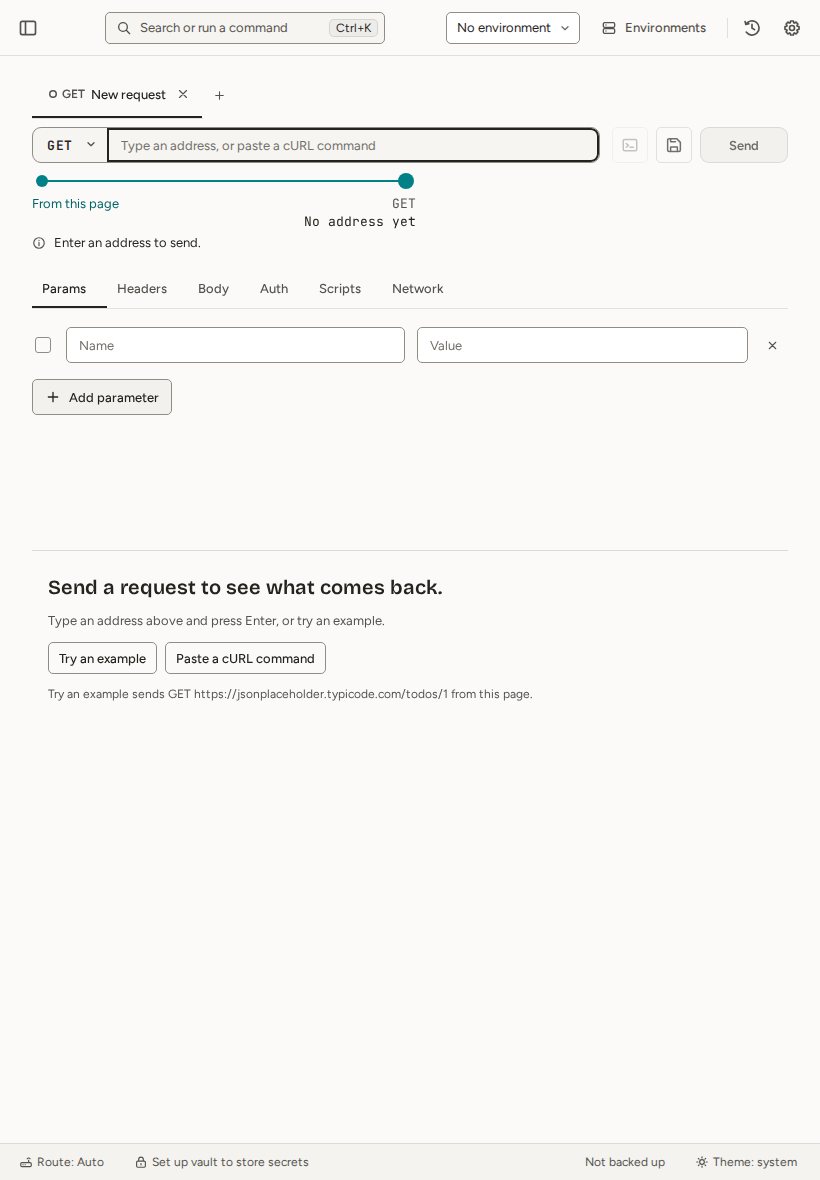 Search or run a command Ctrl+K No environment Environments
GET New request
GET Type an address, or paste a cURL command Send
From this page GET
No address yet
Enter an address to send.
Params Headers Body Auth Scripts Network
Name Value
Add parameter
Send a request to see what comes back.
Type an address above and press Enter, or try an example.
Try an example Paste a cURL command
Try an example sends GET https://jsonplaceholder.typicode.com/todos/1 from this page.
Route: Auto Set up vault to store secrets Not backed up Theme: system